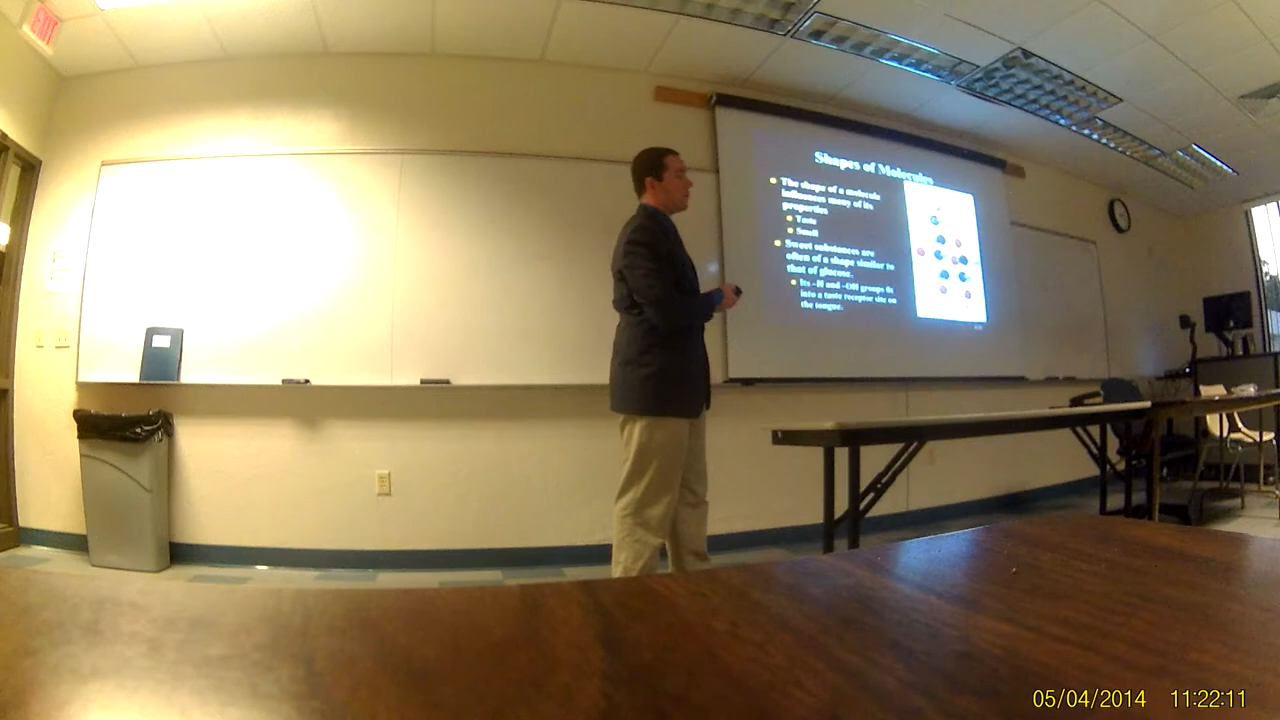 EXIT
Shapes of Molecules
The shape of a molecule
influences many of its
properties
Taste
Smell
Sweet substances are
often of a shape similar to
that of glucose.
Its –H and –OH groups fit
into a taste receptor site on
the tongue.
05/04/2014 11:22:11